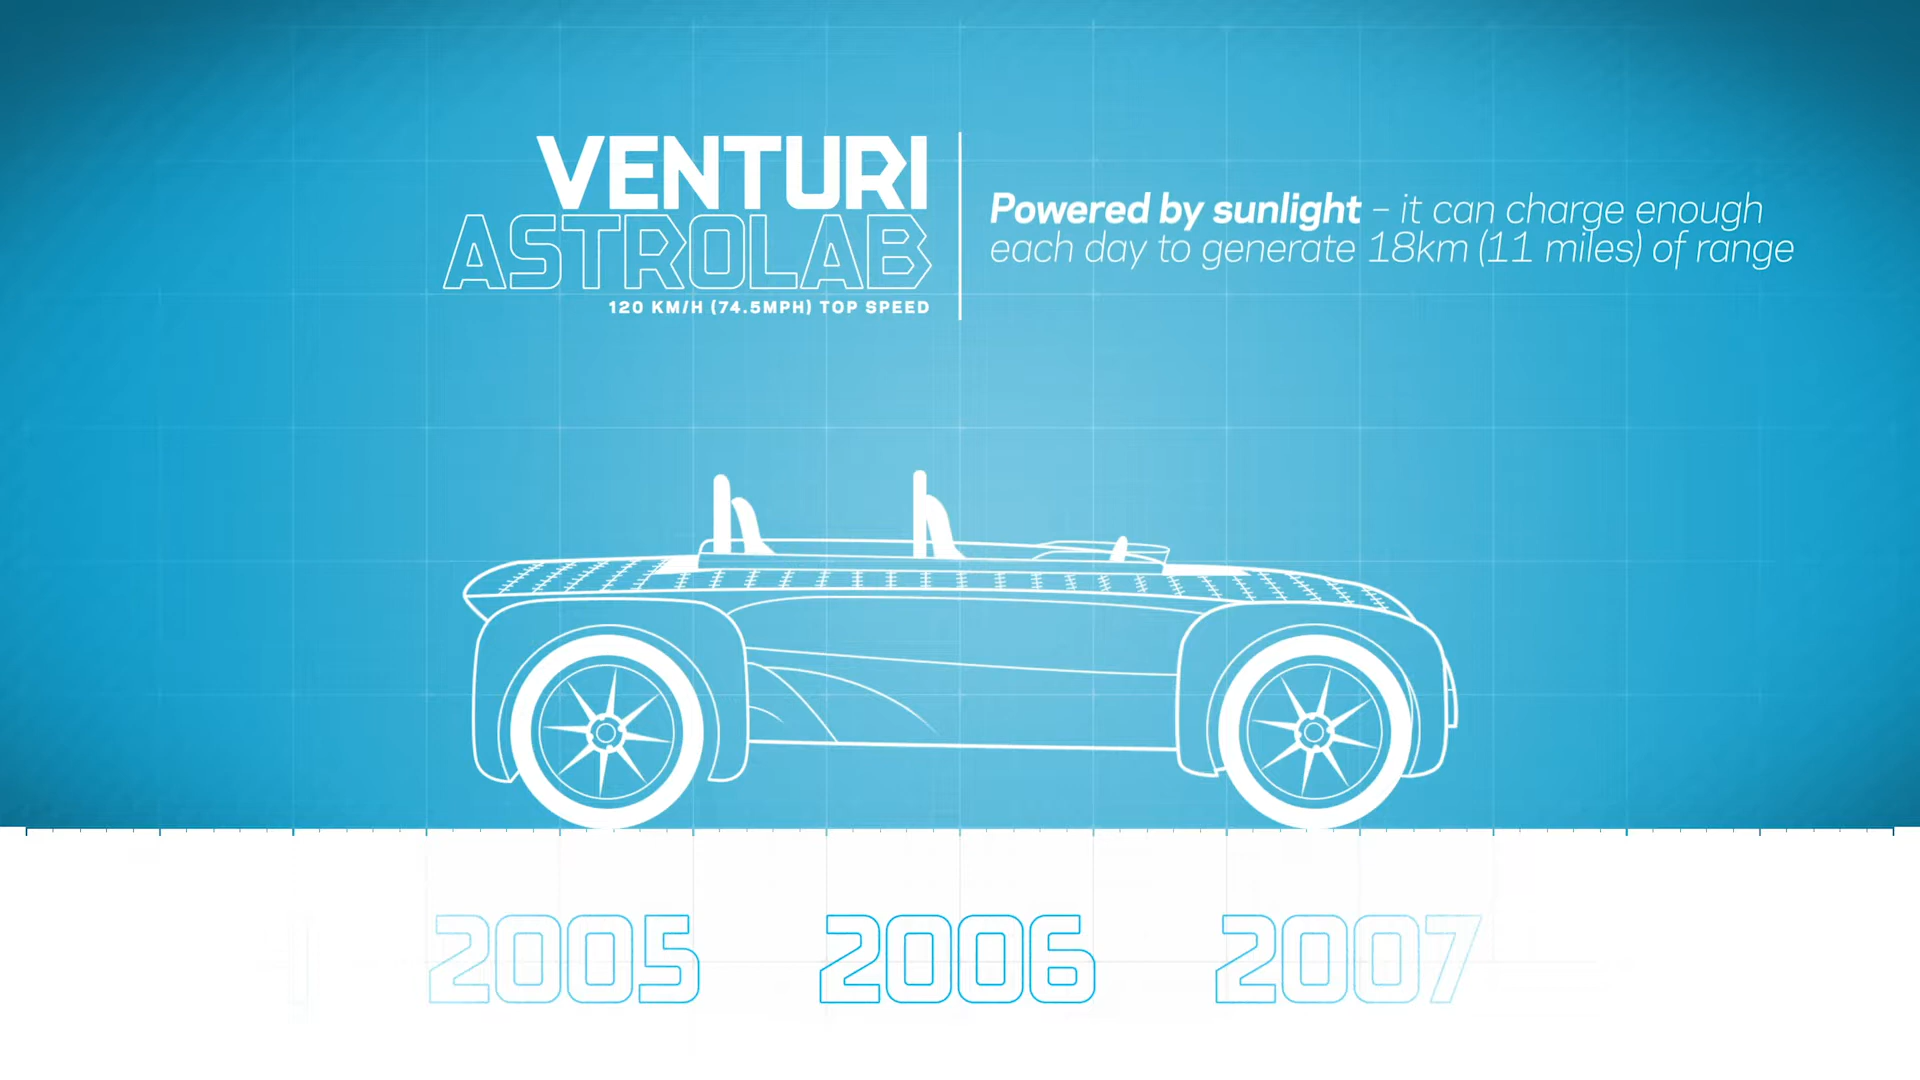 VENTURI
ASTROLAB
120 KM/H (74.5MPH) TOP SPEED
Powered by sunlight – it can charge enough
each day to generate 18km (11 miles) of range
2005 2006 2007